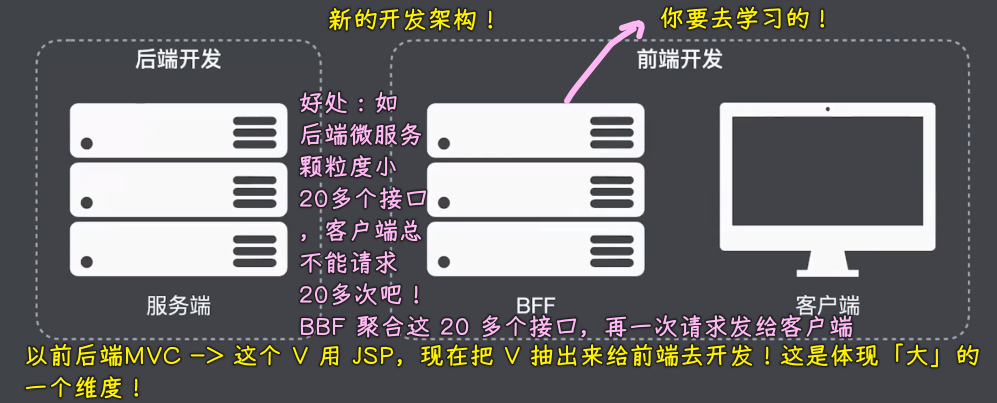 新的开发架构！
你要去学习的！
后端开发
前端开发
好处：如
后端微服务
颗粒度小
20多个接口
，客户端总
不能请求
20多次吧！
BBF 聚合这 20 多个接口，再一次请求发给客户端
服务端
BFF
客户端
以前后端MVC -> 这个 V 用 JSP，现在把 V 抽出来给前端去开发！这是体现「大」的
一个维度！